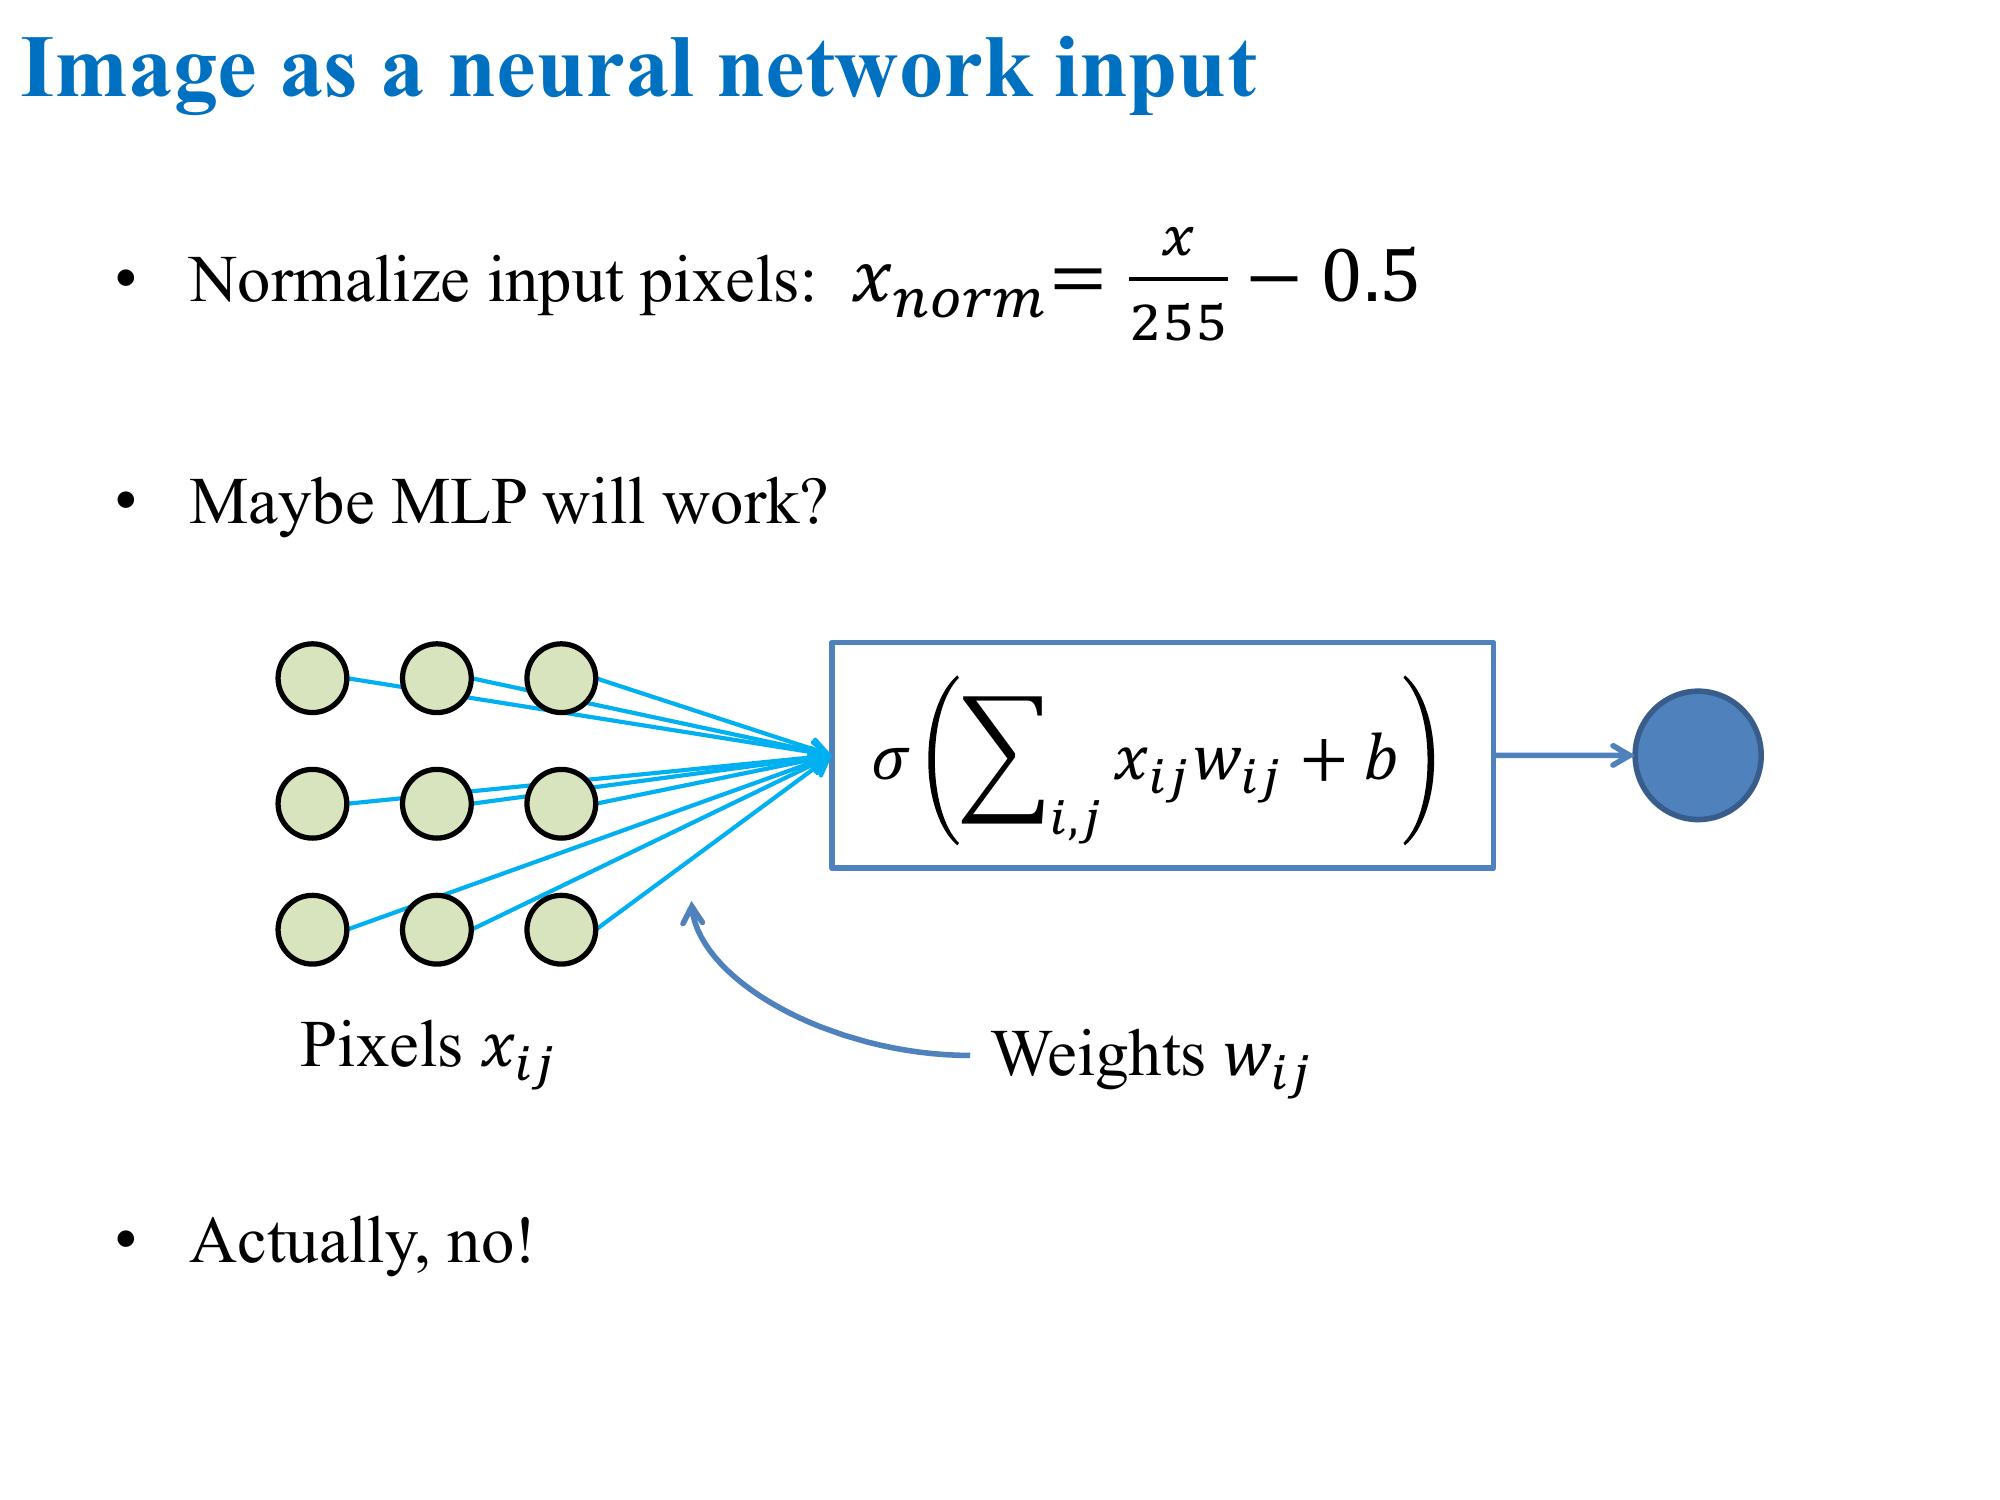 Image as a neural network input
• Normalize input pixels: $x_{norm} = \frac{x}{255} - 0.5$
• Maybe MLP will work?
$\sigma\left(\sum_{i,j} x_{ij} w_{ij} + b\right)$
Pixels $x_{ij}$
Weights $w_{ij}$
• Actually, no!